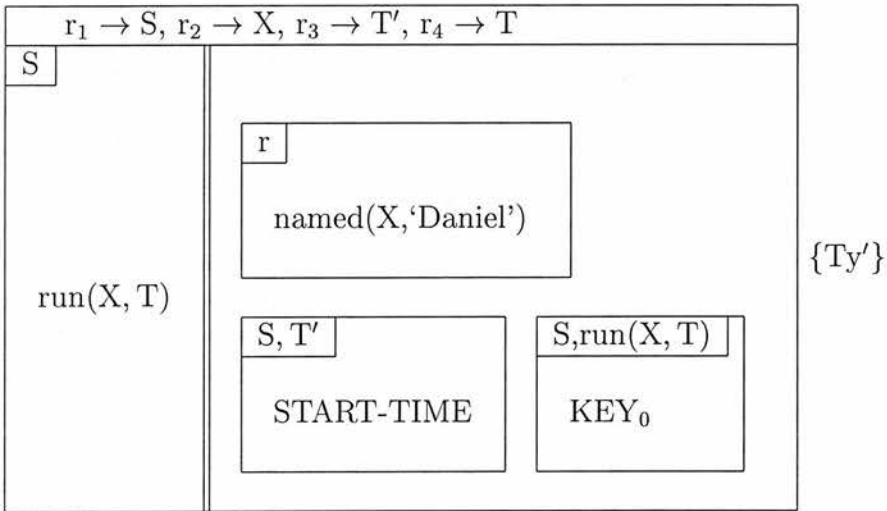 r₁ → S, r₂ → X, r₃ → T′, r₄ → T
S
r
named(X,‘Daniel’)
{Ty′}
run(X, T)
S, T′
S,run(X, T)
START-TIME
KEY₀